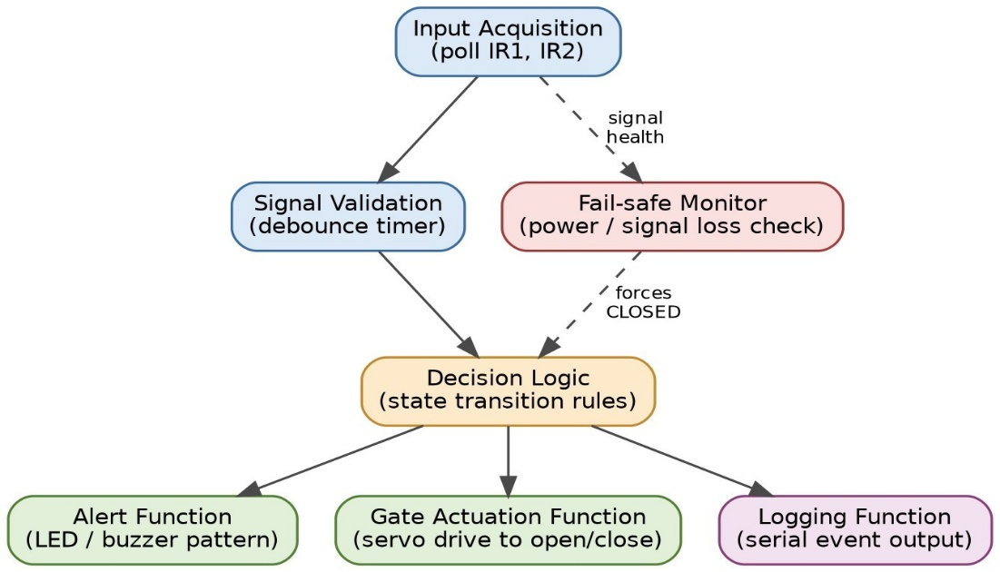 Input Acquisition
(poll IR1, IR2)
signal
health
Signal Validation
(debounce timer)
Fail-safe Monitor
(power / signal loss check)
forces
CLOSED
Decision Logic
(state transition rules)
Alert Function
(LED / buzzer pattern)
Gate Actuation Function
(servo drive to open/close)
Logging Function
(serial event output)